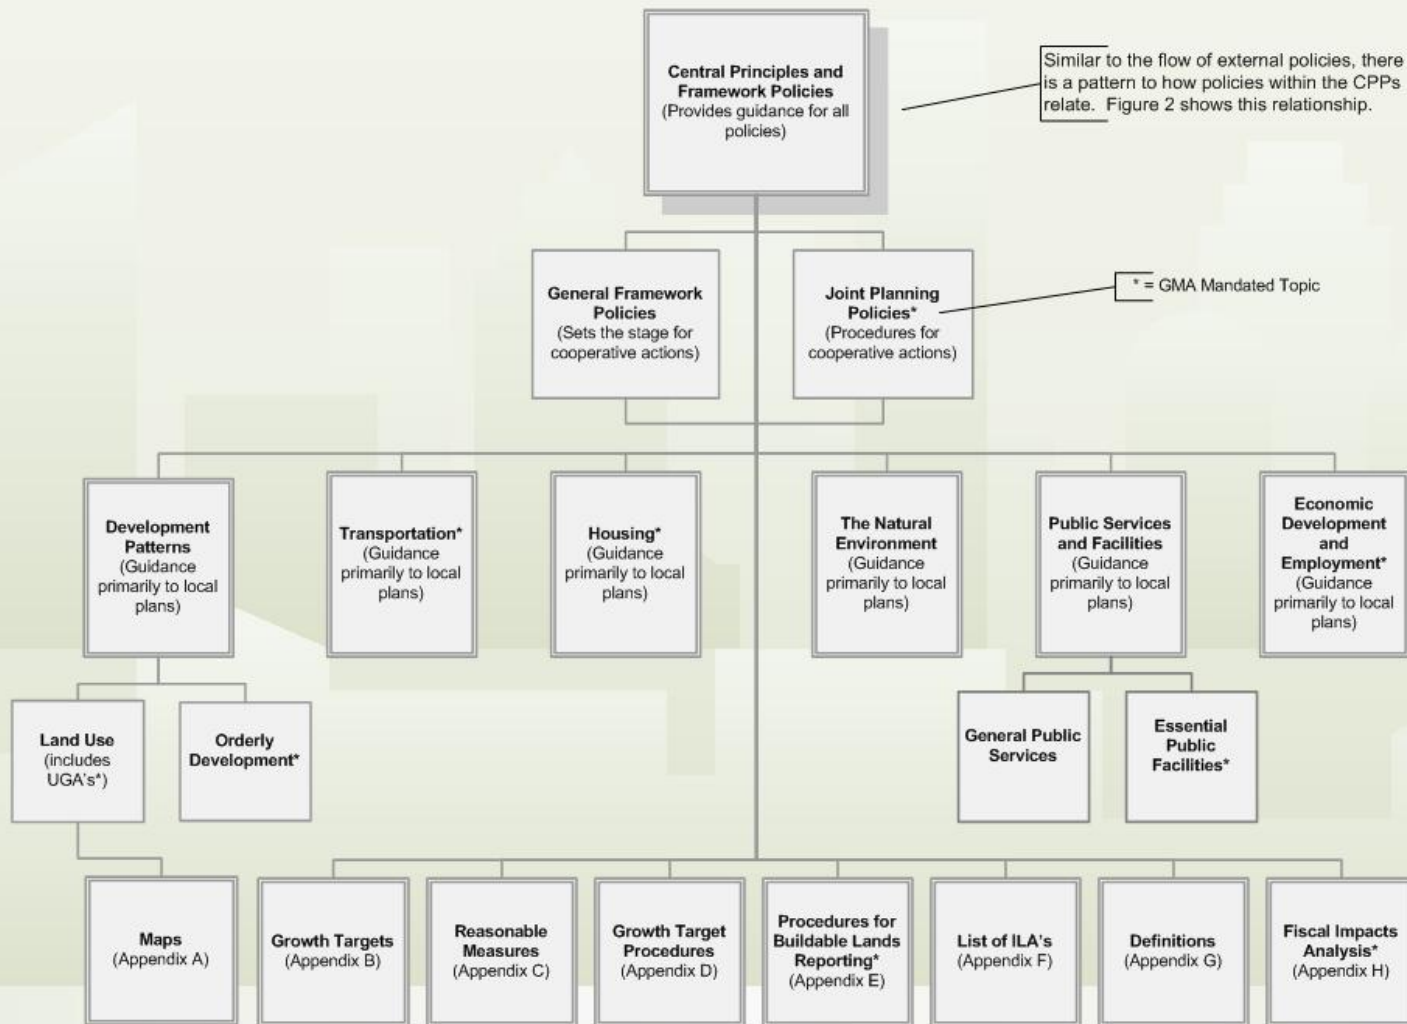 Central Principles and
Framework Policies
(Provides guidance for all
policies)
Similar to the flow of external policies, there
is a pattern to how policies within the CPPs
relate. Figure 2 shows this relationship.
General Framework
Policies
(Sets the stage for
cooperative actions)
Joint Planning
Policies*
(Procedures for
cooperative actions)
* = GMA Mandated Topic
Development
Patterns
(Guidance
primarily to local
plans)
Transportation*
(Guidance
primarily to local
plans)
Housing*
(Guidance
primarily to local
plans)
The Natural
Environment
(Guidance
primarily to local
plans)
Public Services
and Facilities
(Guidance
primarily to local
plans)
Economic
Development
and
Employment*
(Guidance
primarily to local
plans)
Land Use
(includes
UGA's*)
Orderly
Development*
General Public
Services
Essential
Public
Facilities*
Maps
(Appendix A)
Growth Targets
(Appendix B)
Reasonable
Measures
(Appendix C)
Growth Target
Procedures
(Appendix D)
Procedures for
Buildable Lands
Reporting*
(Appendix E)
List of ILA's
(Appendix F)
Definitions
(Appendix G)
Fiscal Impacts
Analysis*
(Appendix H)